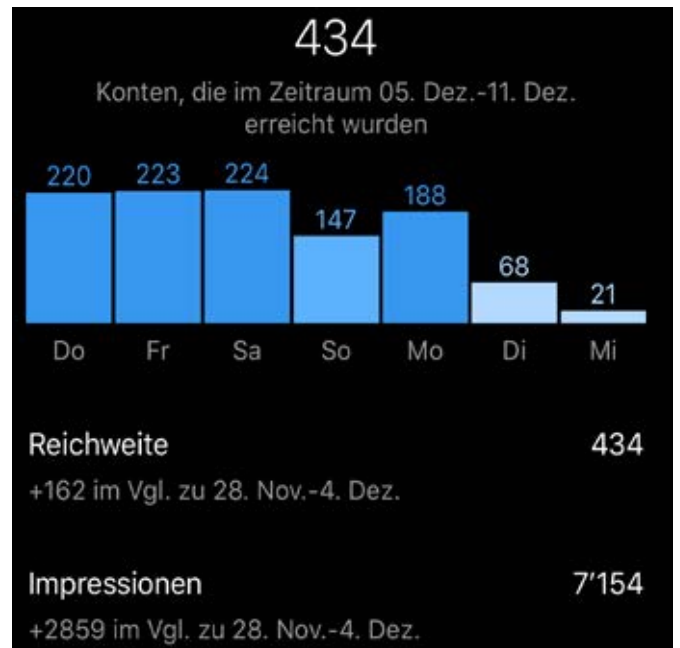 434
Konten, die im Zeitraum 05. Dez.-11. Dez.
erreicht wurden
220 223 224 147 188 68 21
Do Fr Sa So Mo Di Mi
Reichweite 434
+162 im Vgl. zu 28. Nov.-4. Dez.
Impressionen 7’154
+2859 im Vgl. zu 28. Nov.-4. Dez.